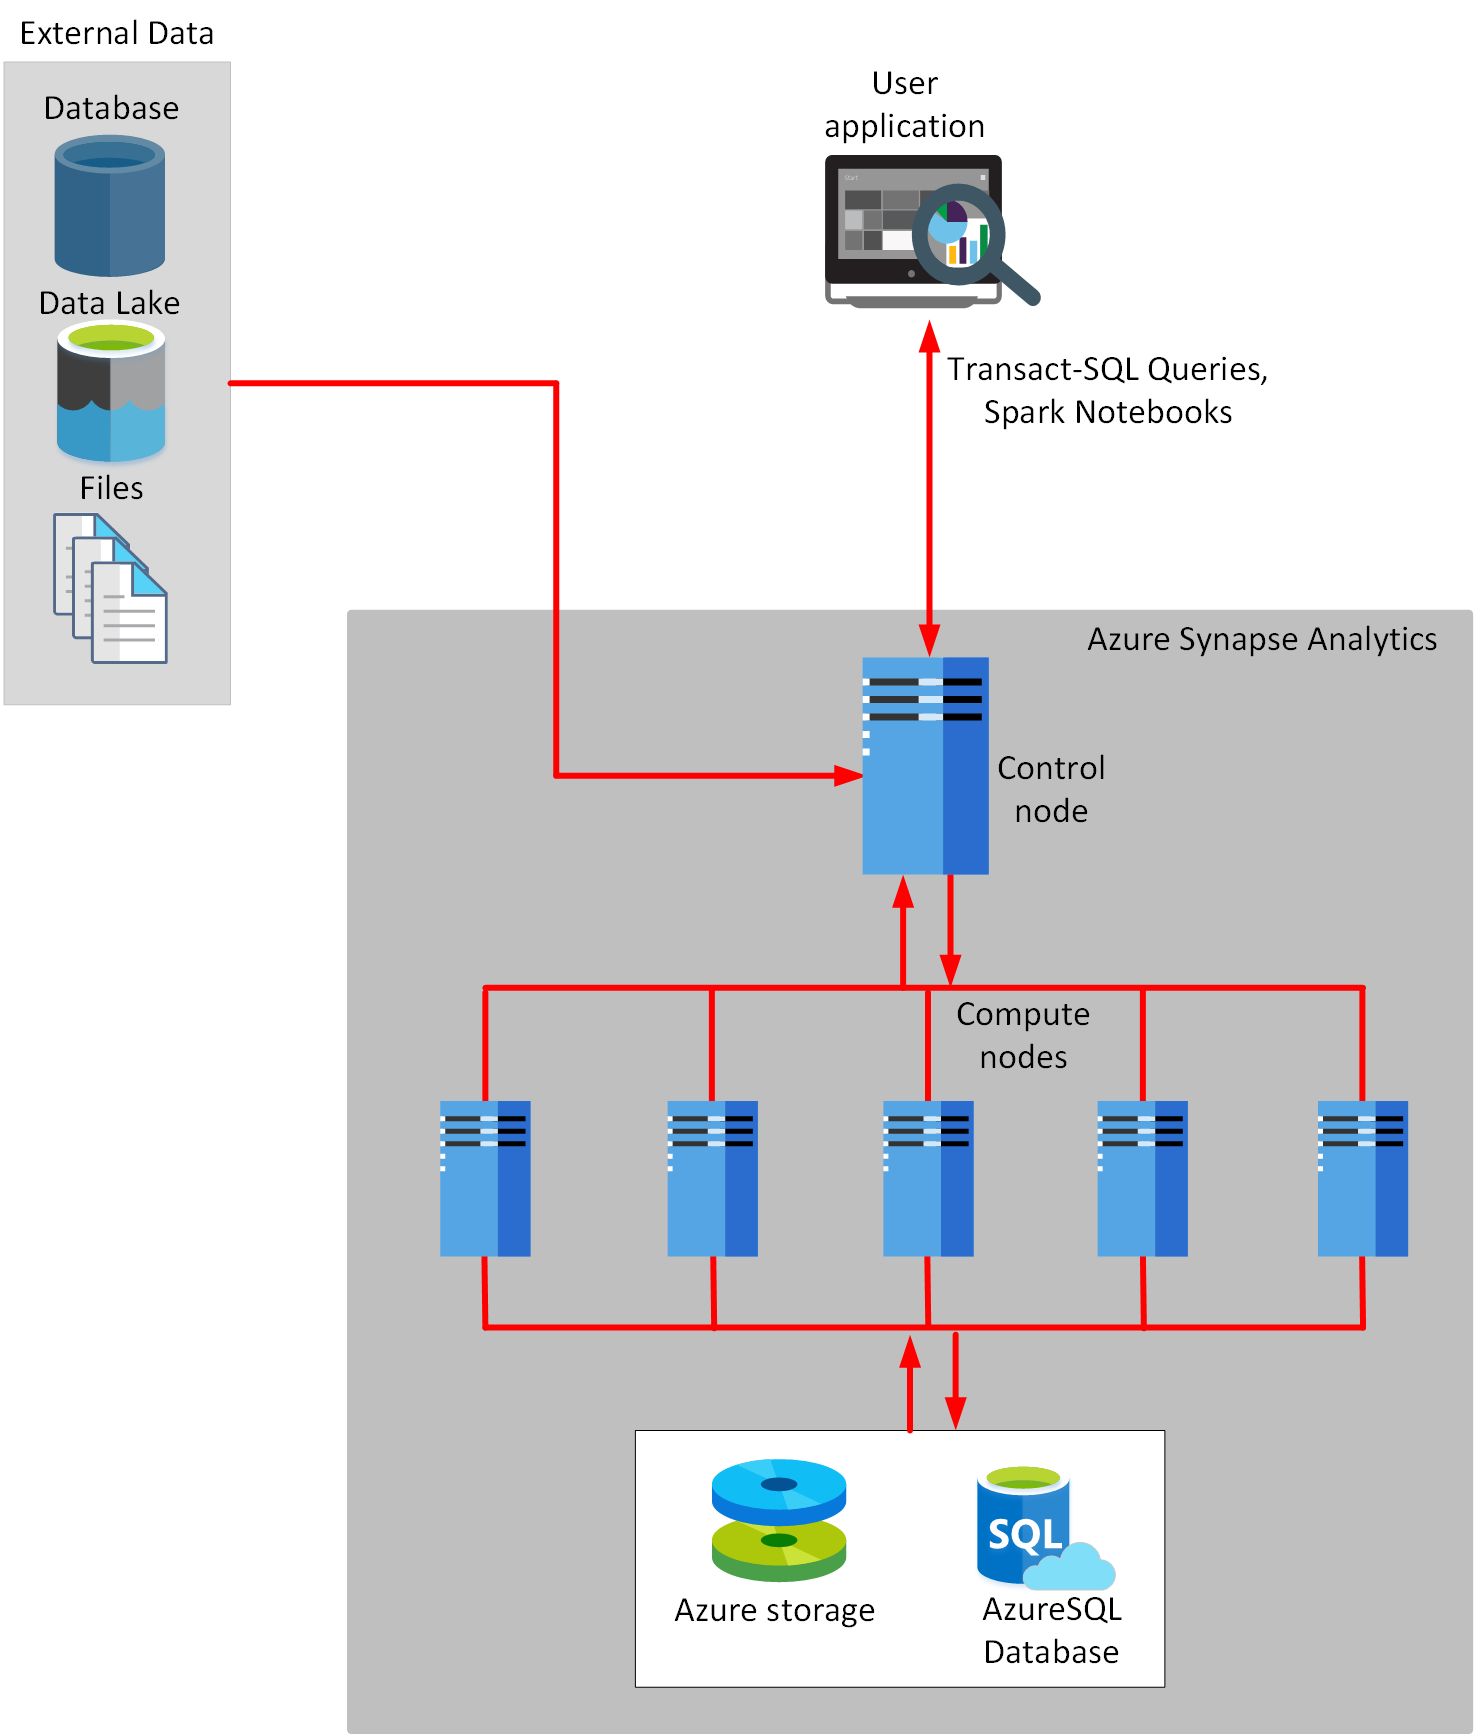 External Data
Database
Data Lake
Files
User
application
Start
Transact-SQL Queries,
Spark Notebooks
Azure Synapse Analytics
Control
node
Compute
nodes
Azure storage
SQL
AzureSQL
Database